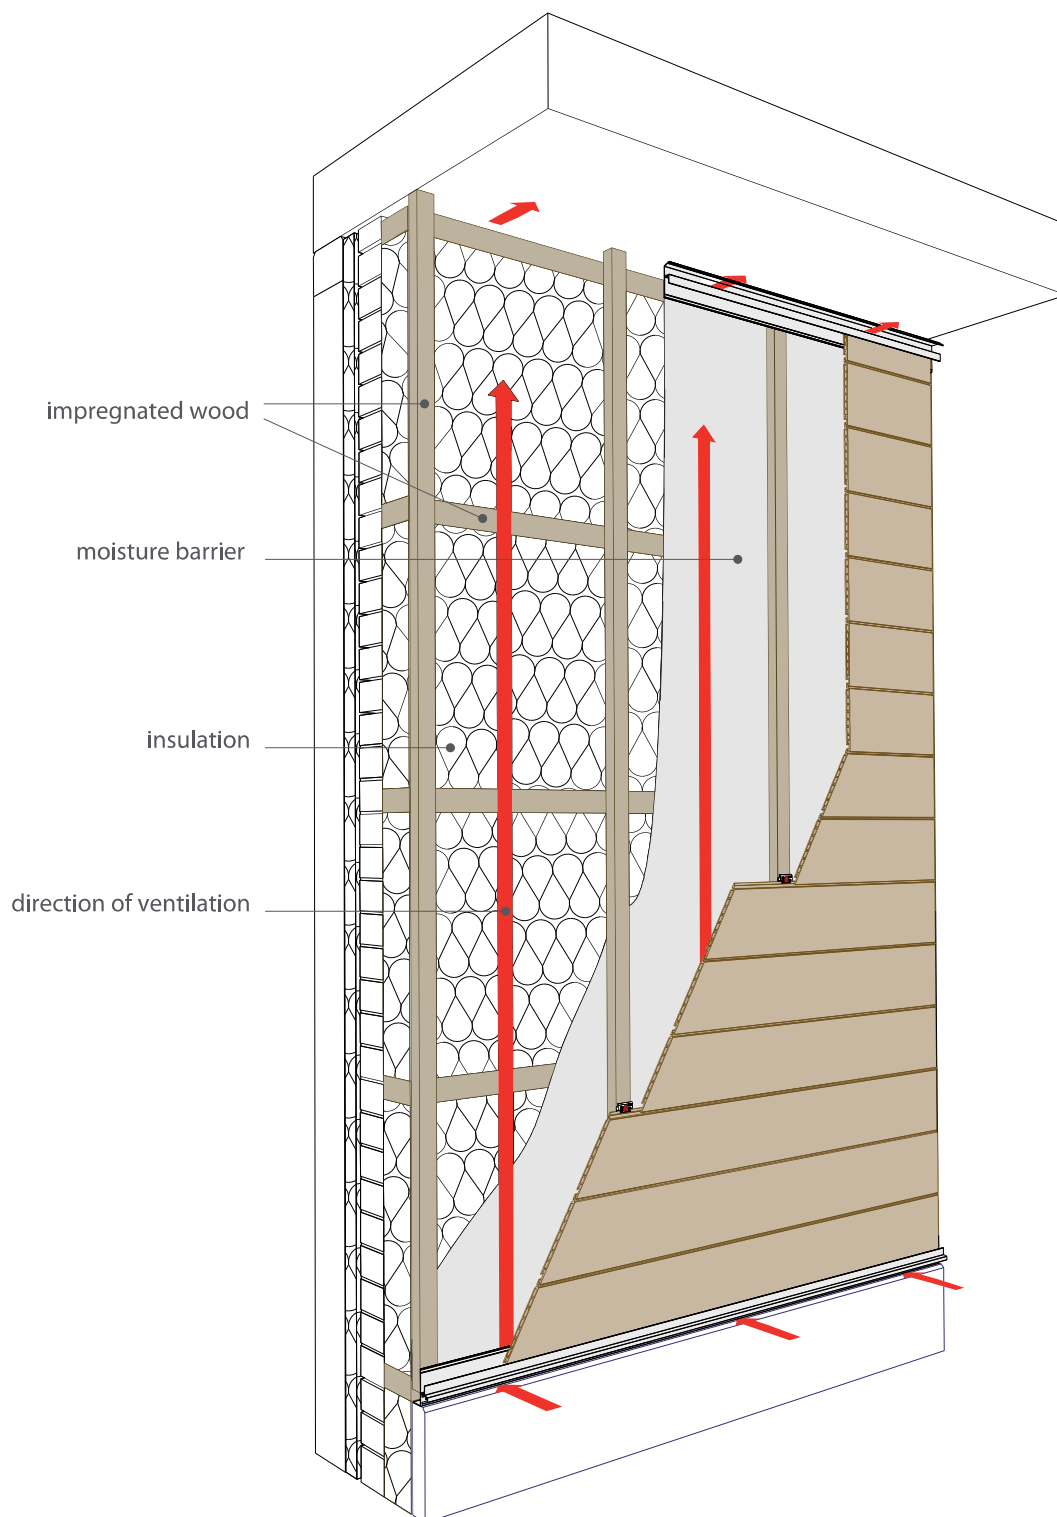 impregnated wood
moisture barrier
insulation
direction of ventilation